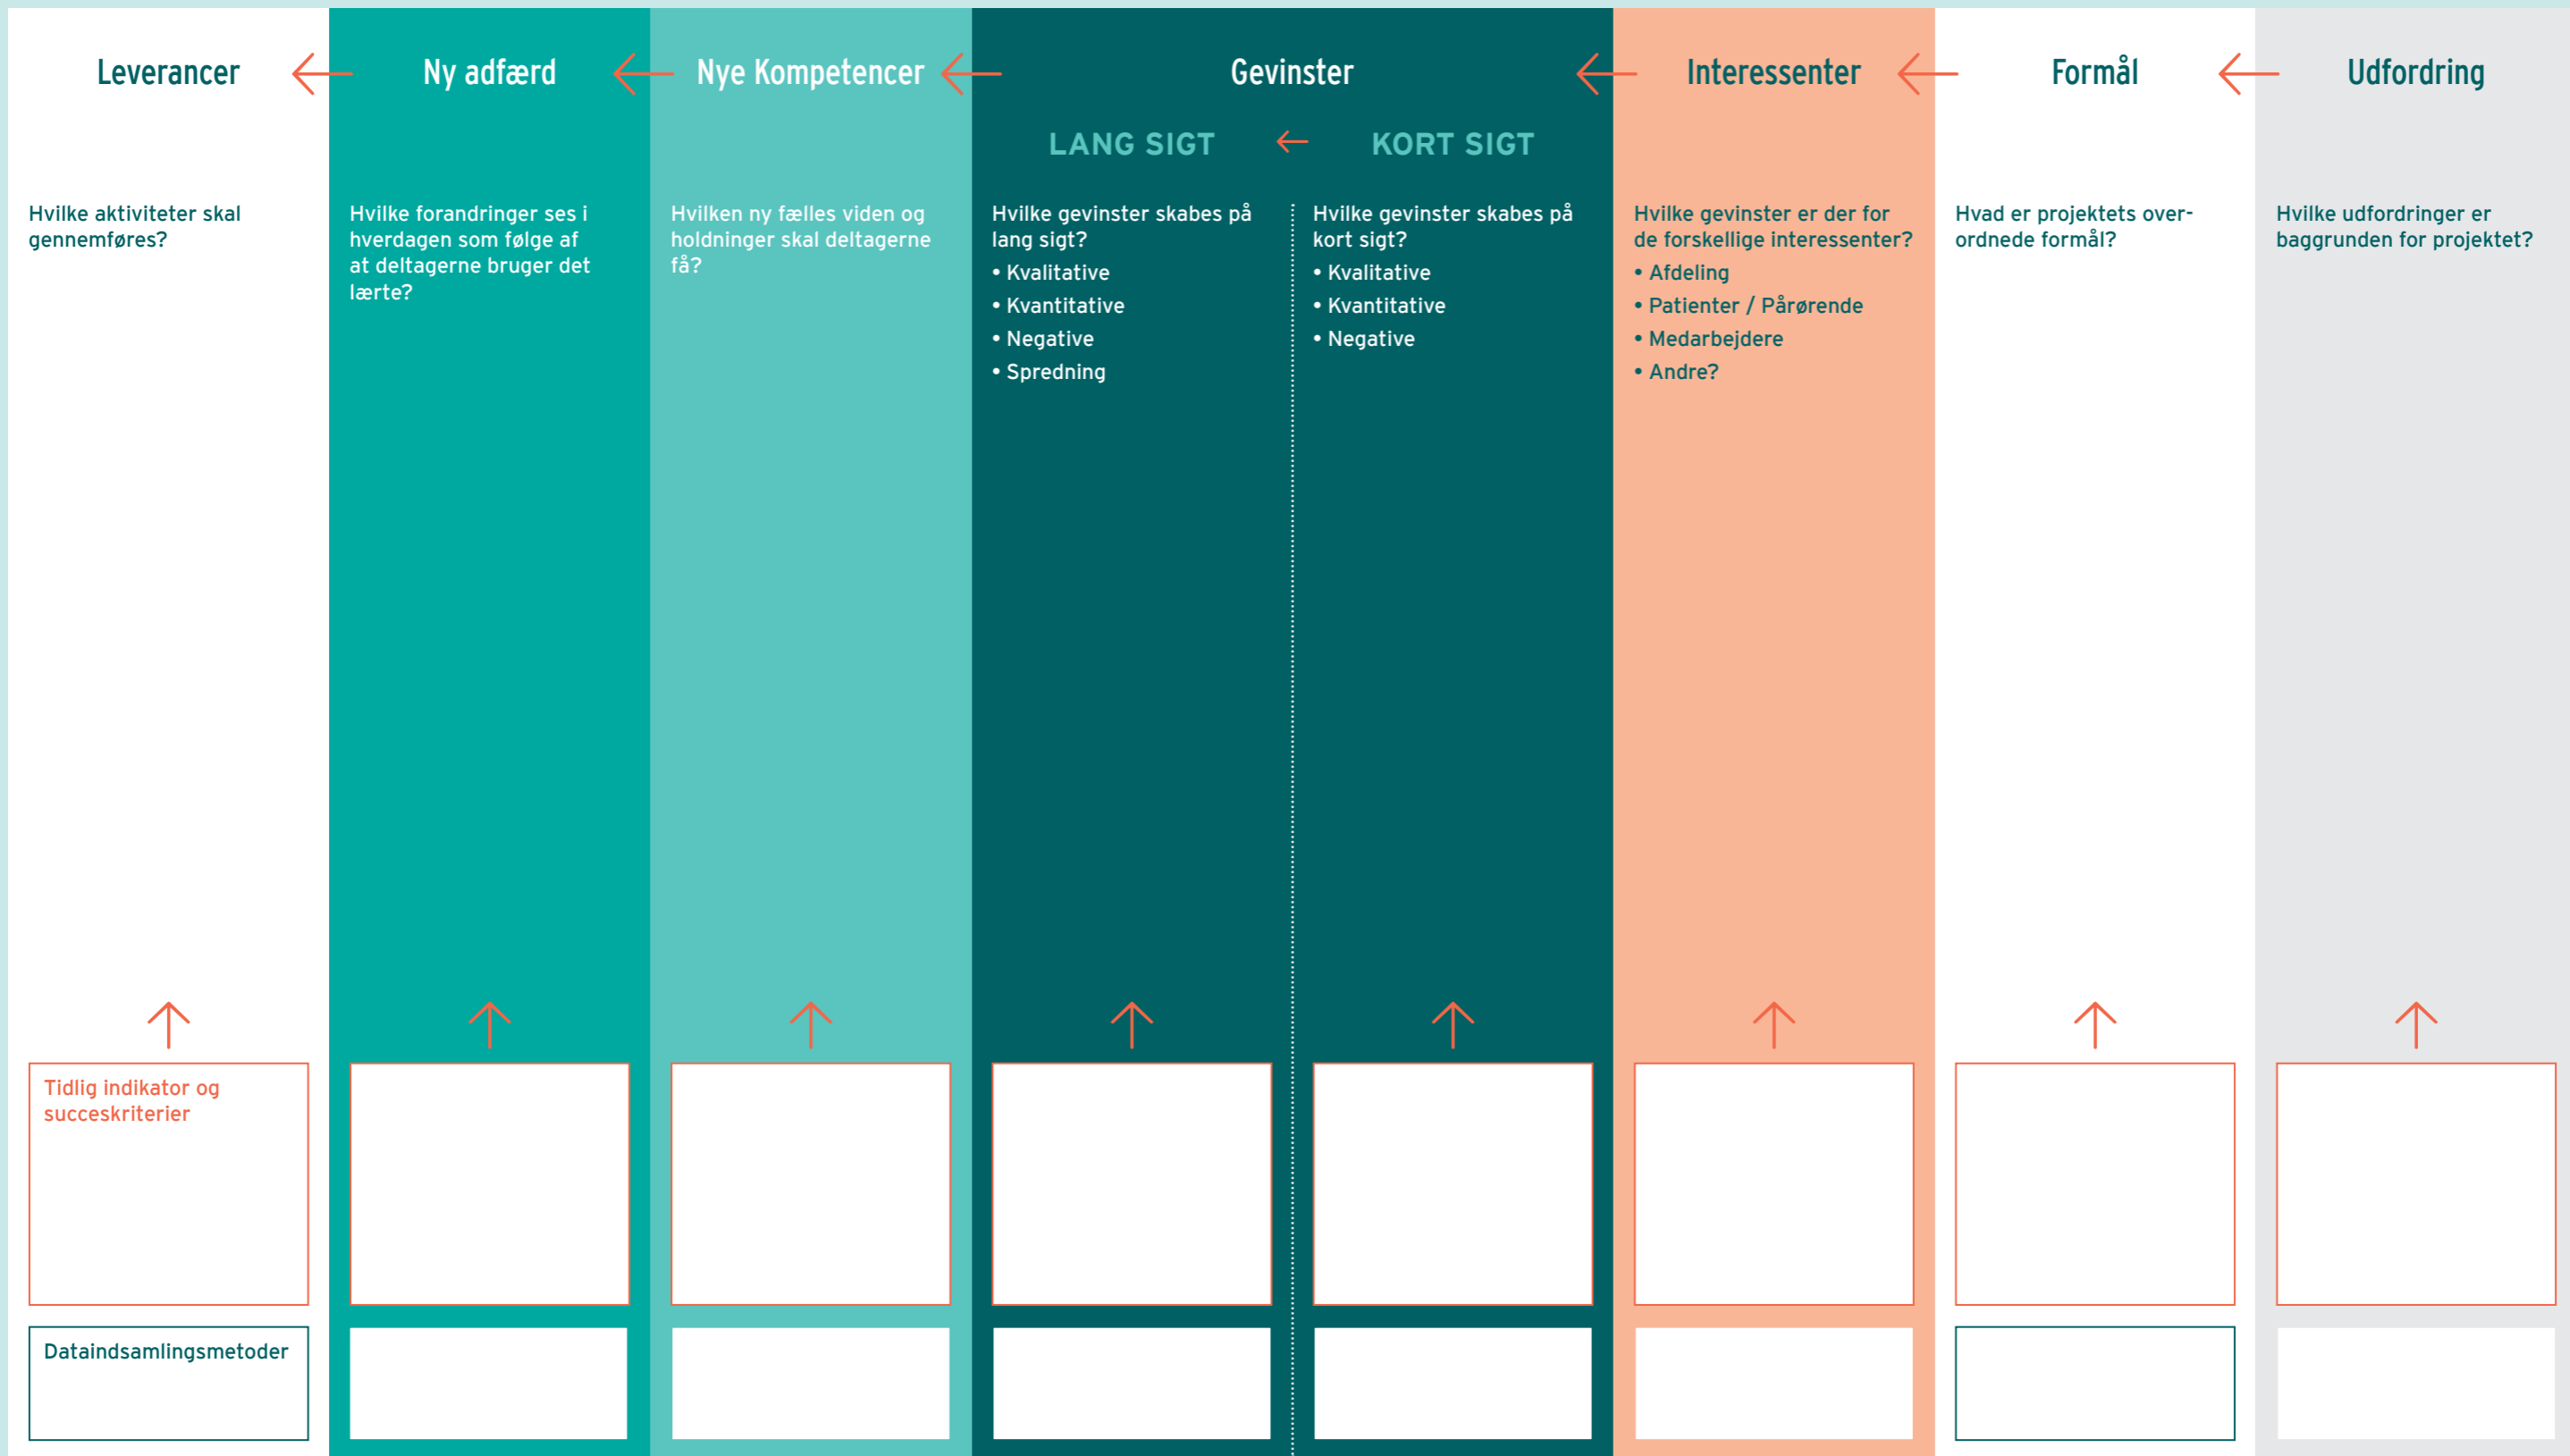 Leverancer
Ny adfærd
Nye Kompetencer
Gevinster
Interessenter
Formål
Udfordring
LANG SIGT
KORT SIGT
Hvilke aktiviteter skal
gennemføres?
Hvilke forandringer ses i
hverdagen som følge af
at deltagerne bruger det
lærte?
Hvilken ny fælles viden og
holdninger skal deltagerne
få?
Hvilke gevinster skabes på
lang sigt?
• Kvalitative
• Kvantitative
• Negative
• Spredning
Hvilke gevinster skabes på
kort sigt?
• Kvalitative
• Kvantitative
• Negative
Hvilke gevinster er der for
de forskellige interessenter?
• Afdeling
• Patienter / Pårørende
• Medarbejdere
• Andre?
Hvad er projektets over-
ordnede formål?
Hvilke udfordringer er
baggrunden for projektet?
Tidlig indikator og
succeskriterier
Dataindsamlingsmetoder